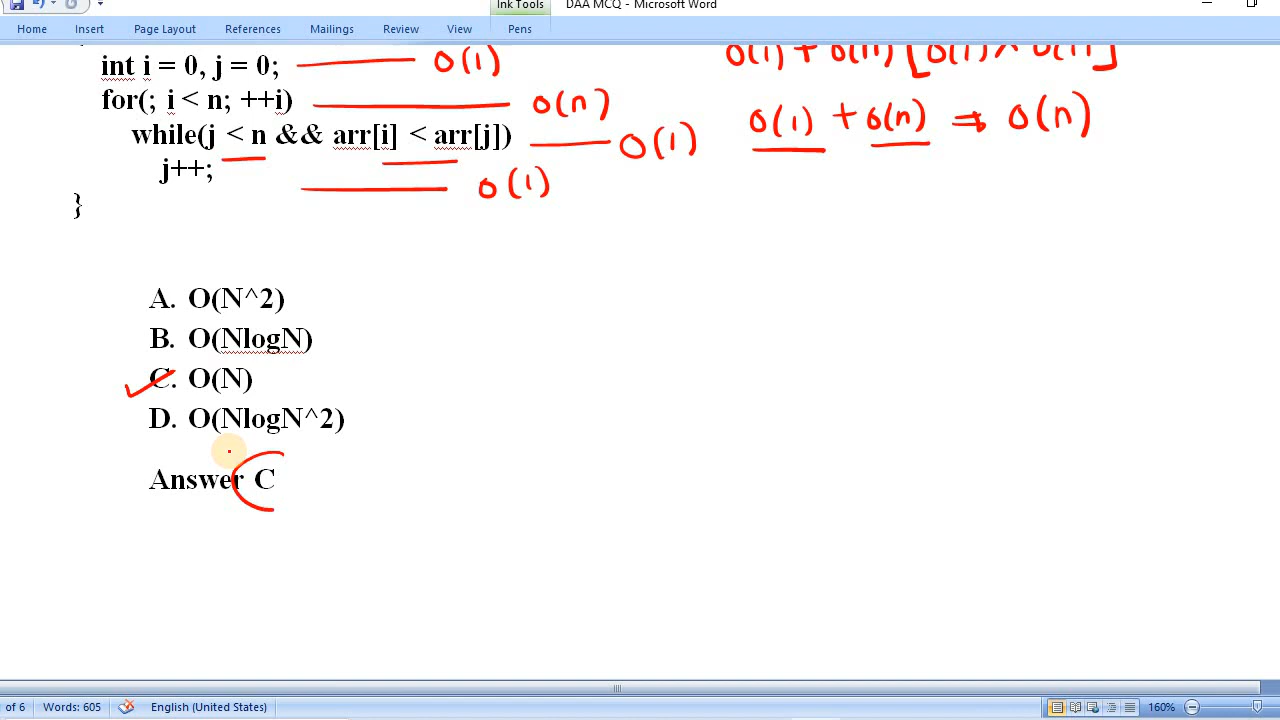 Ink Tools DAA MCQ - Microsoft Word
Home Insert Page Layout References Mailings Review View Pens
int i = 0, j = 0; O(1)
for(; i < n; ++i) O(n)
while(j < n && arr[i] < arr[j]) O(1)
j++; O(1)
}
O(1) + O(n) [O(1) × O(1)]
O(1) + O(n) ⇒ O(n)
A. O(N^2)
B. O(NlogN)
C. O(N)
D. O(NlogN^2)
Answer C
of 6 Words: 605 English (United States) 160%